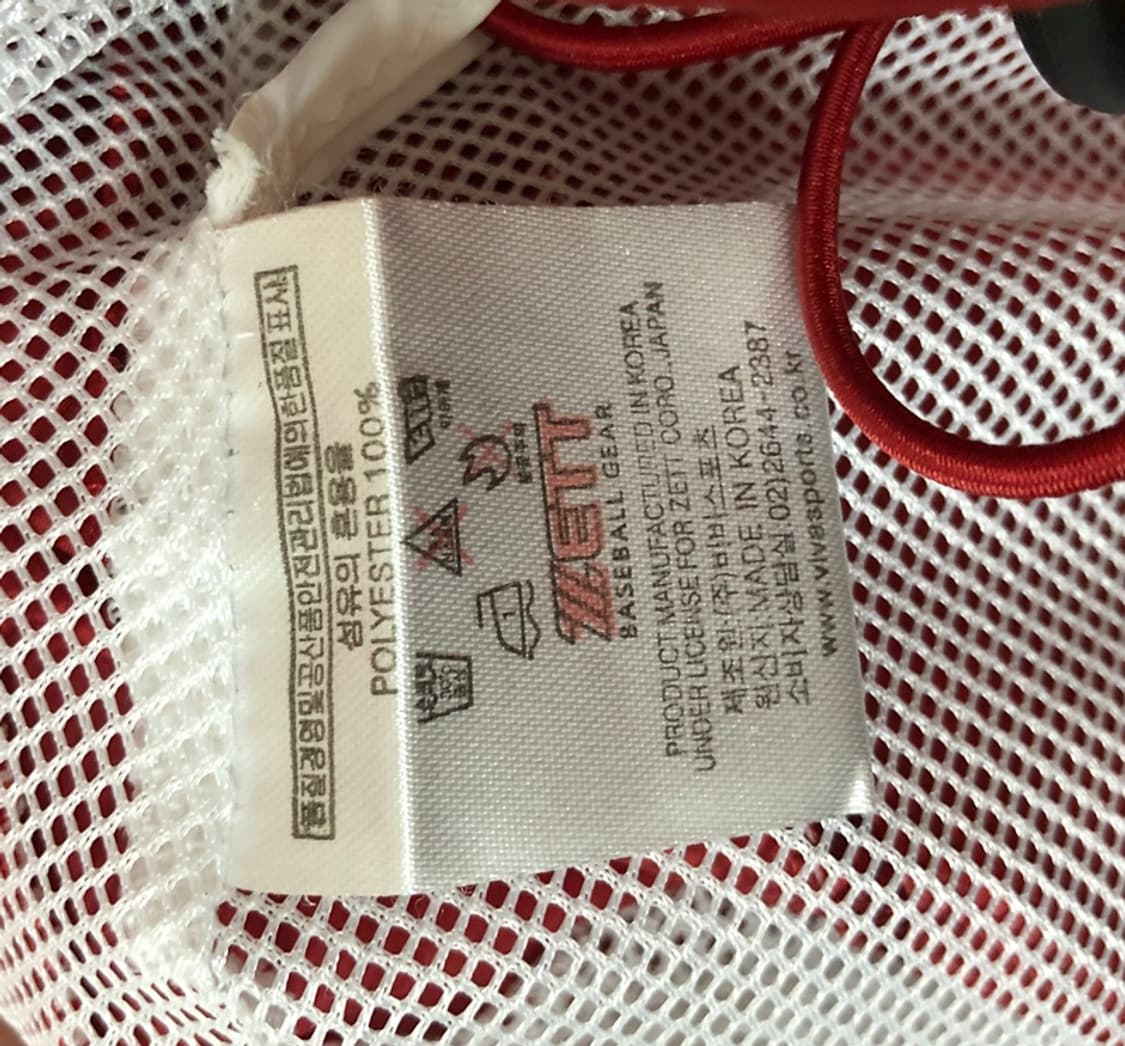 품질경영및공산품안전관리법에의한품질표시
섬유의 혼용율
POLYESTER 100%
ZETT
BASEBALL GEAR
PRODUCT MANUFACTURED IN KOREA
UNDER LICENSE FOR ZETT CORO.,JAPAN
제조원:(주)비바스포츠
원산지:MADE IN KOREA
소비자상담실 02)2644-2387
www.vivasports.co.kr